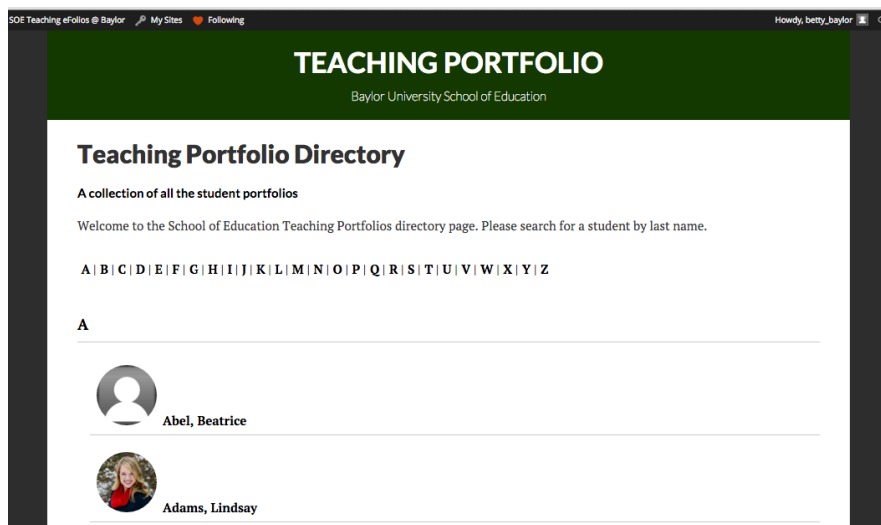 SOE Teaching eFolios @ Baylor My Sites Following Howdy, betty_baylor
TEACHING PORTFOLIO
Baylor University School of Education
Teaching Portfolio Directory
A collection of all the student portfolios
Welcome to the School of Education Teaching Portfolios directory page. Please search for a student by last name.
A | B | C | D | E | F | G | H | I | J | K | L | M | N | O | P | Q | R | S | T | U | V | W | X | Y | Z
A
Abel, Beatrice
Adams, Lindsay